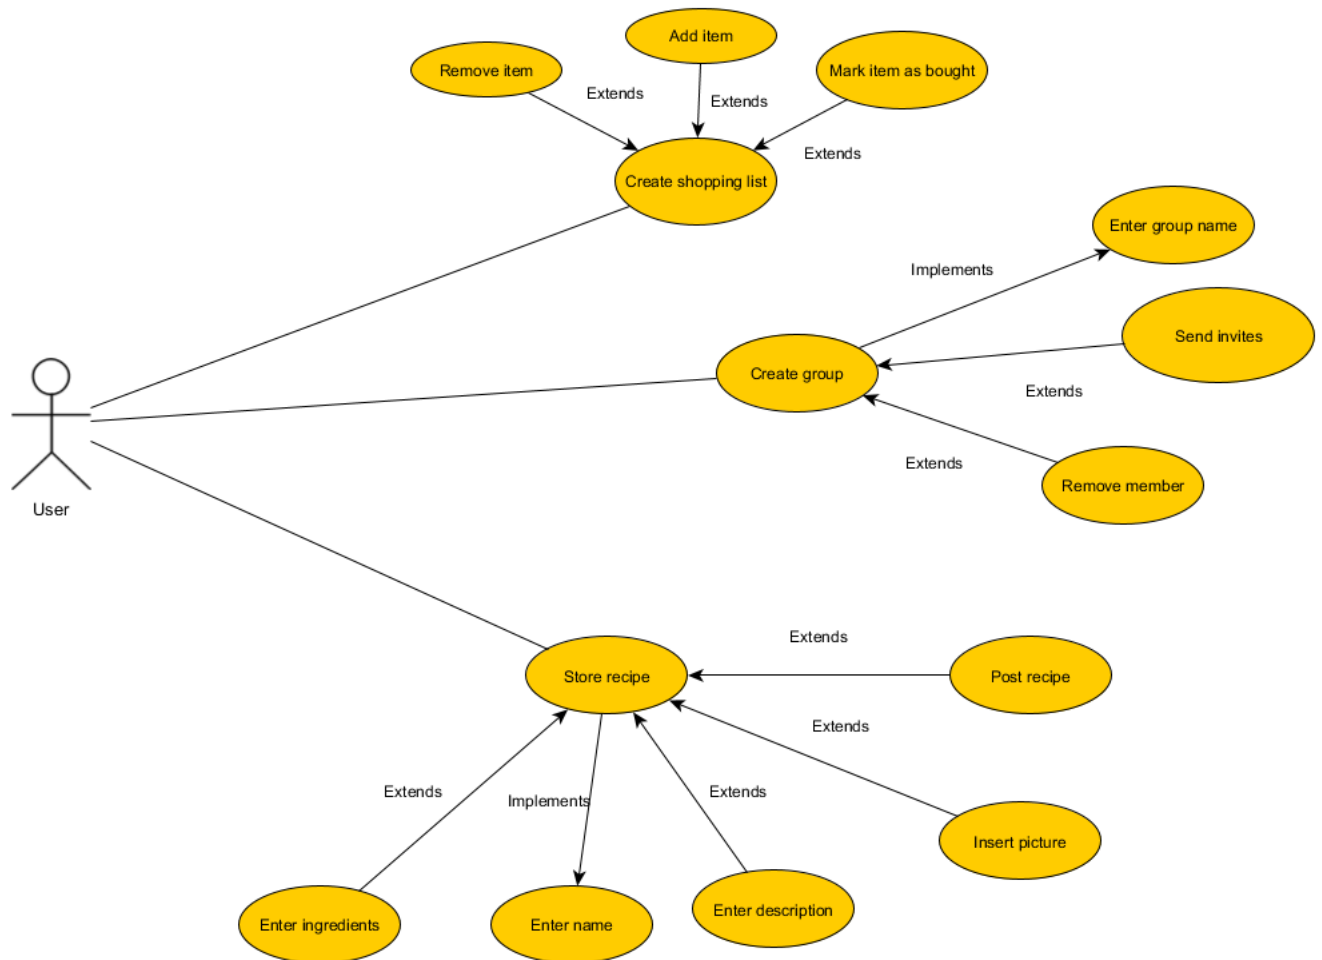 Add item
Remove item
Mark item as bought
Extends
Extends
Extends
Create shopping list
Enter group name
Implements
Send invites
Create group
Extends
Extends
Remove member
User
Extends
Store recipe
Post recipe
Extends
Extends
Implements
Extends
Insert picture
Enter ingredients
Enter name
Enter description